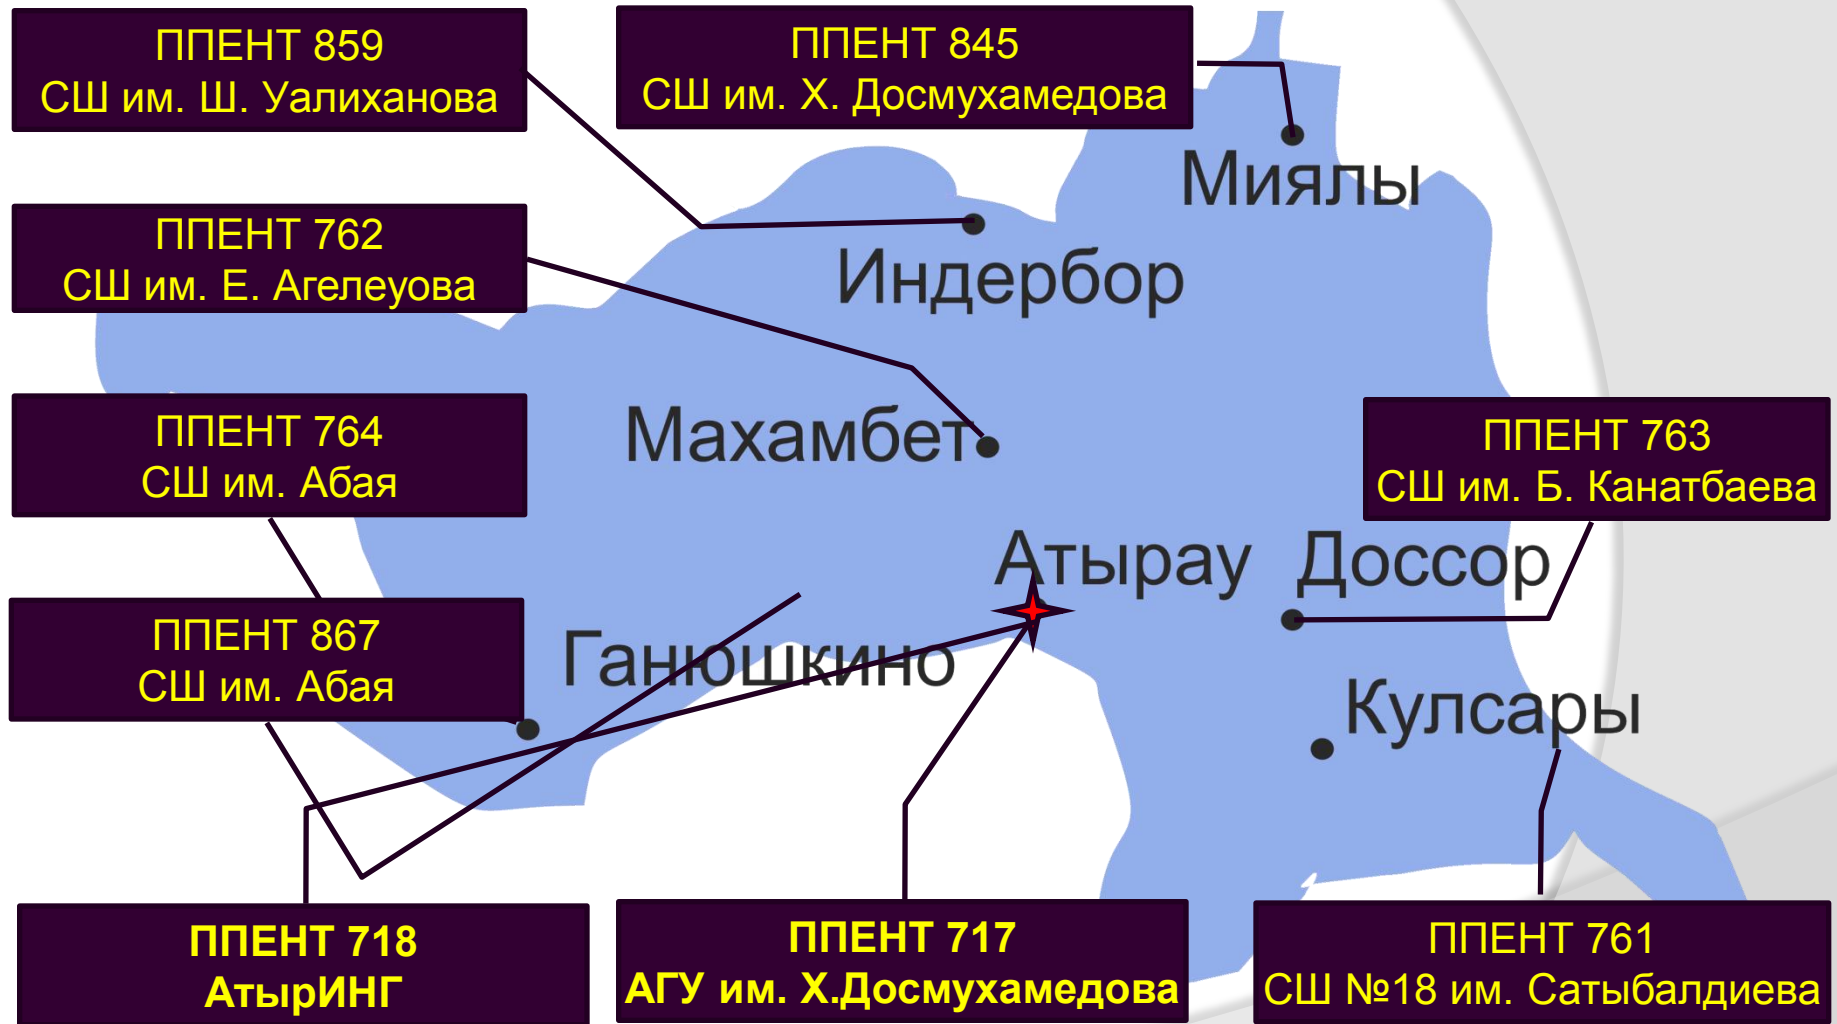 ППЕНТ 859
СШ им. Ш. Уалиханова
ППЕНТ 845
СШ им. Х. Досмухамедова
Миялы
ППЕНТ 762
СШ им. Е. Агелеуова
Индербор
ППЕНТ 764
СШ им. Абая
Махамбет
ППЕНТ 763
СШ им. Б. Канатбаева
Атырау
Доссор
ППЕНТ 867
СШ им. Абая
Ганюшкино
Кулсары
ППЕНТ 718
АтырИНГ
ППЕНТ 717
АГУ им. Х.Досмухамедова
ППЕНТ 761
СШ №18 им. Сатыбалдиева